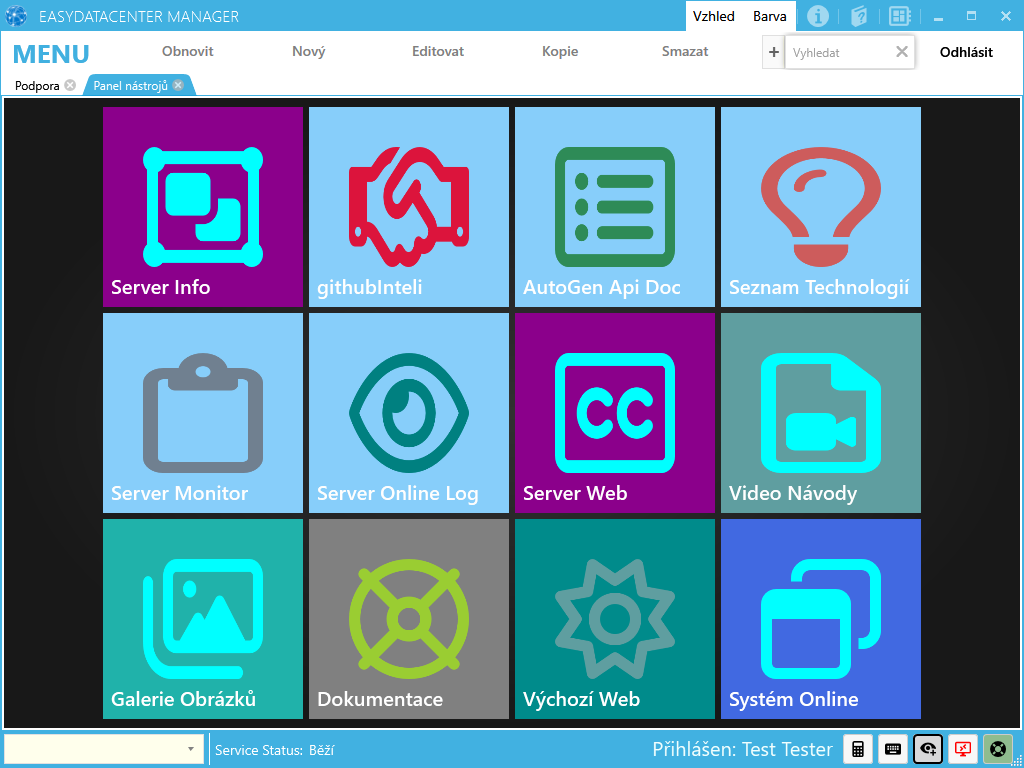 EASYDATACENTER MANAGER
Vzhled Barva
MENU Obnovit Nový Editovat Kopie Smazat + Vyhledat Odhlásit
Podpora Panel nástrojů
Server Info githubInteli AutoGen Api Doc Seznam Technologií
Server Monitor Server Online Log Server Web Video Návody
Galerie Obrázků Dokumentace Výchozí Web Systém Online
Service Status: Běží Přihlášen: Test Tester